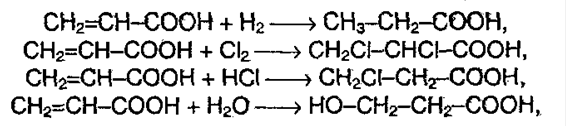 CH₂=CH–COOH + H₂ ⟶ CH₃–CH₂–COOH,
CH₂=CH–COOH + Cl₂ ⟶ CH₂Cl–CHCl–COOH,
CH₂=CH–COOH + HCl ⟶ CH₂Cl–CH₂–COOH,
CH₂=CH–COOH + H₂O ⟶ HO–CH₂–CH₂–COOH,